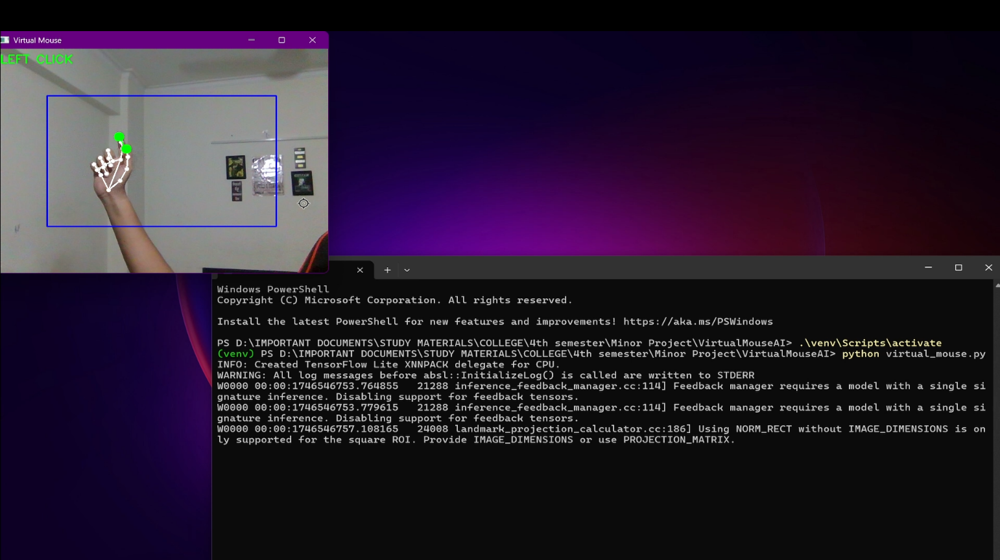 Virtual Mouse
LEFT CLICK
Windows PowerShell
Copyright (C) Microsoft Corporation. All rights reserved.
Install the latest PowerShell for new features and improvements! https://aka.ms/PSWindows
PS D:\IMPORTANT DOCUMENTS\STUDY MATERIALS\COLLEGE\4th semester\Minor Project\VirtualMouseAI> .\venv\Scripts\activate
(venv) PS D:\IMPORTANT DOCUMENTS\STUDY MATERIALS\COLLEGE\4th semester\Minor Project\VirtualMouseAI> python virtual_mouse.py
INFO: Created TensorFlow Lite XNNPACK delegate for CPU.
WARNING: All log messages before absl::InitializeLog() is called are written to STDERR
W0000 00:00:1746546753.764855   21288 inference_feedback_manager.cc:114] Feedback manager requires a model with a single si
gnature inference. Disabling support for feedback tensors.
W0000 00:00:1746546753.779615   21288 inference_feedback_manager.cc:114] Feedback manager requires a model with a single si
gnature inference. Disabling support for feedback tensors.
W0000 00:00:1746546757.108165   24008 landmark_projection_calculator.cc:186] Using NORM_RECT without IMAGE_DIMENSIONS is on
ly supported for the square ROI. Provide IMAGE_DIMENSIONS or use PROJECTION_MATRIX.